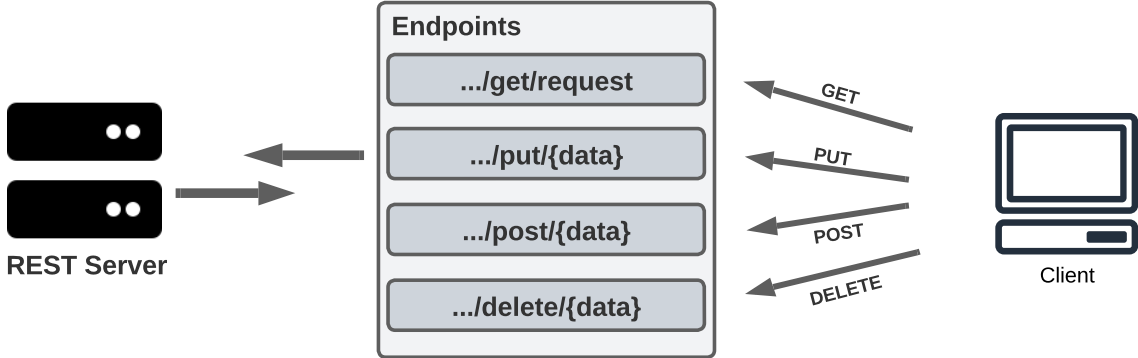 Endpoints
.../get/request
.../put/{data}
.../post/{data}
.../delete/{data}
REST Server
GET
PUT
POST
DELETE
Client